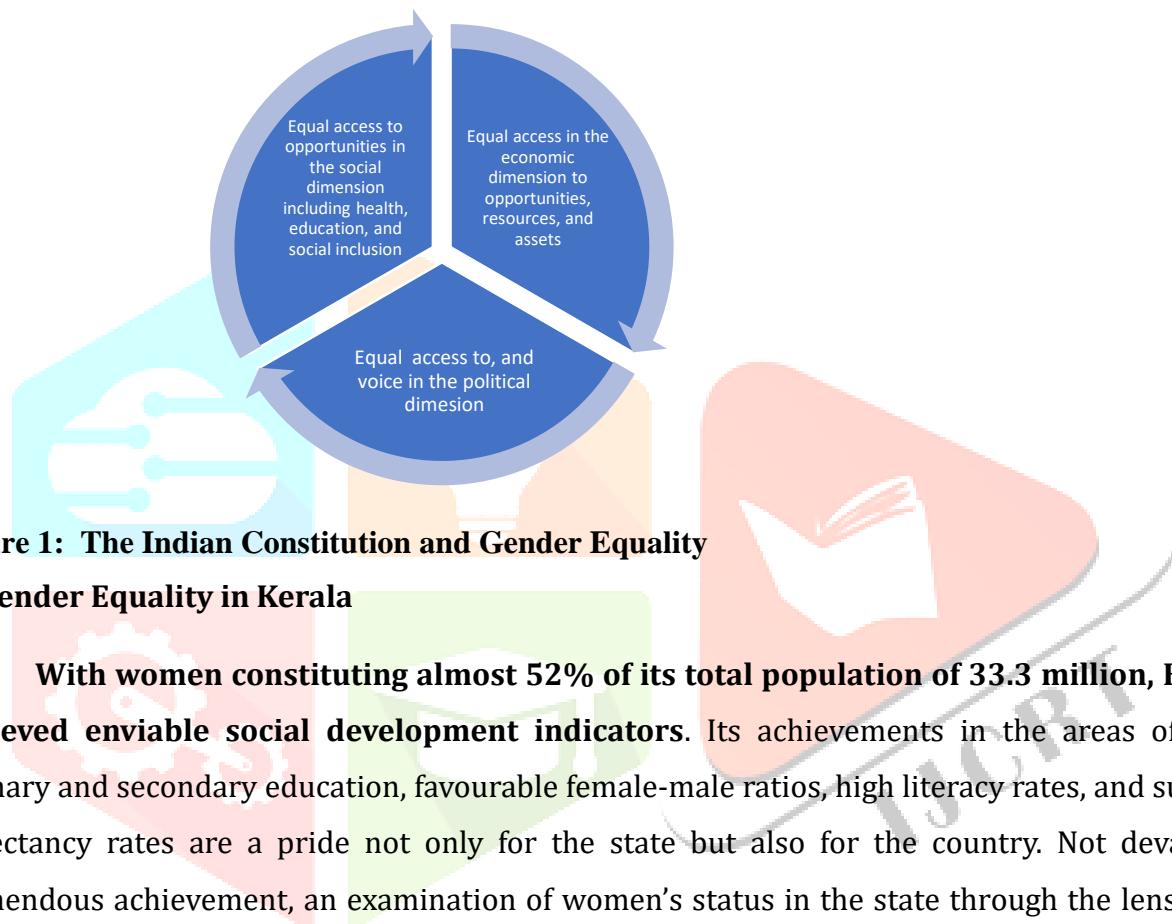 Equal access to
opportunities in
the social
dimension
including health,
education, and
social inclusion
Equal access in the
economic
dimension to
opportunities,
resources, and
assets
Equal access to, and
voice in the political
dimesion
re 1: The Indian Constitution and Gender Equality
ender Equality in Kerala
With women constituting almost 52% of its total population of 33.3 million,
ieved enviable social development indicators. Its achievements in the areas of
nary and secondary education, favourable female-male ratios, high literacy rates, and su
ectancy rates are a pride not only for the state but also for the country. Not deva
nendous achievement, an examination of women's status in the state through the lens
IJCRT